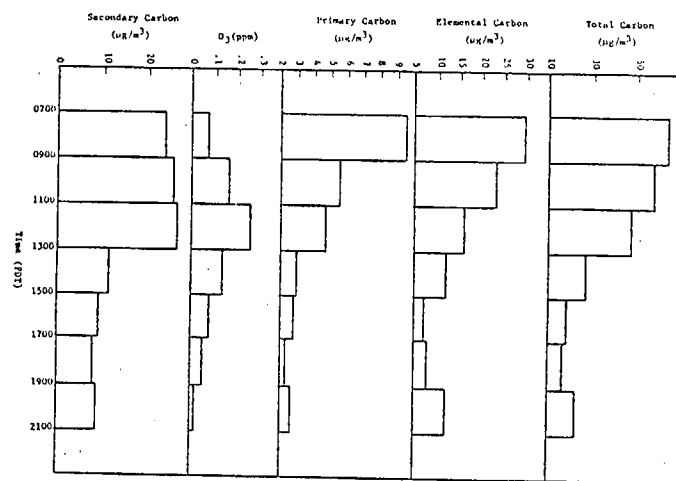 Secondary Carbon
(µg/m³)
0 10 20
O₃(ppm)
0 .1 .2 .3
Primary Carbon
(µg/m³)
2 3 4 5 6 9
Elemental Carbon
(µg/m³)
5 10 15 20 25 30
Total Carbon
(µg/m³)
10 30 50
Time (PDT)
0700
0900
1100
1300
1500
1700
1900
2100